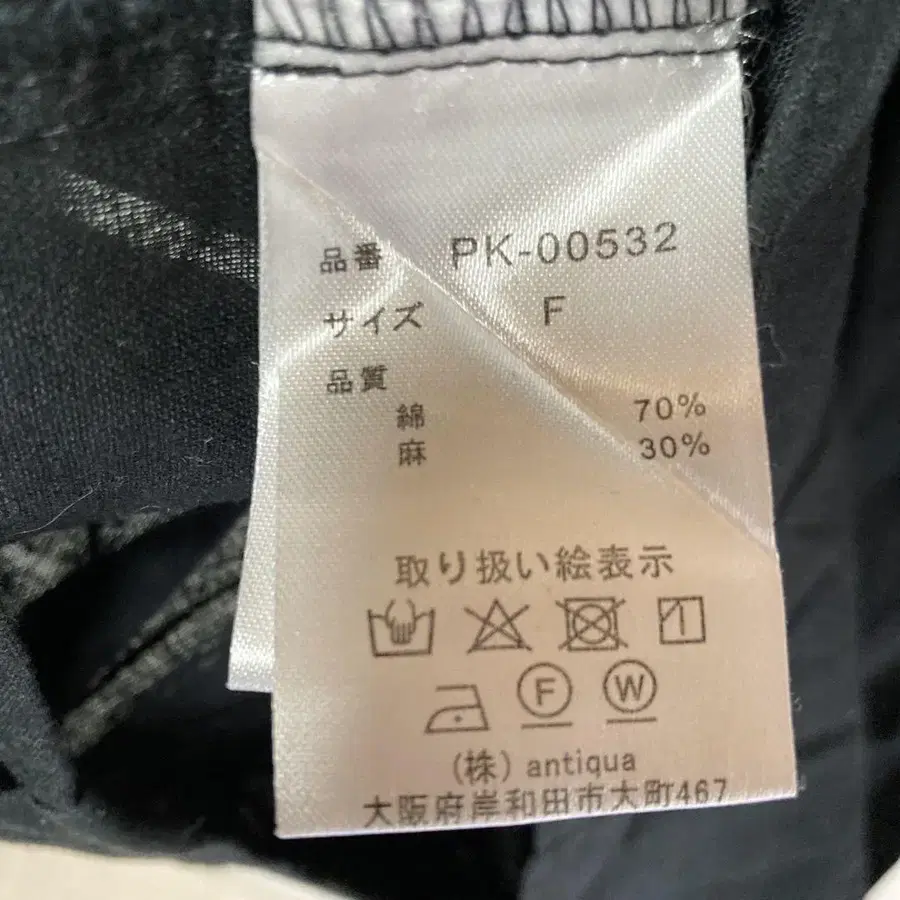 品番 PK-00532
サイズ F
品質
綿 70%
麻 30%
取り扱い絵表示
F W
(株) antiqua
大阪府岸和田市大町467